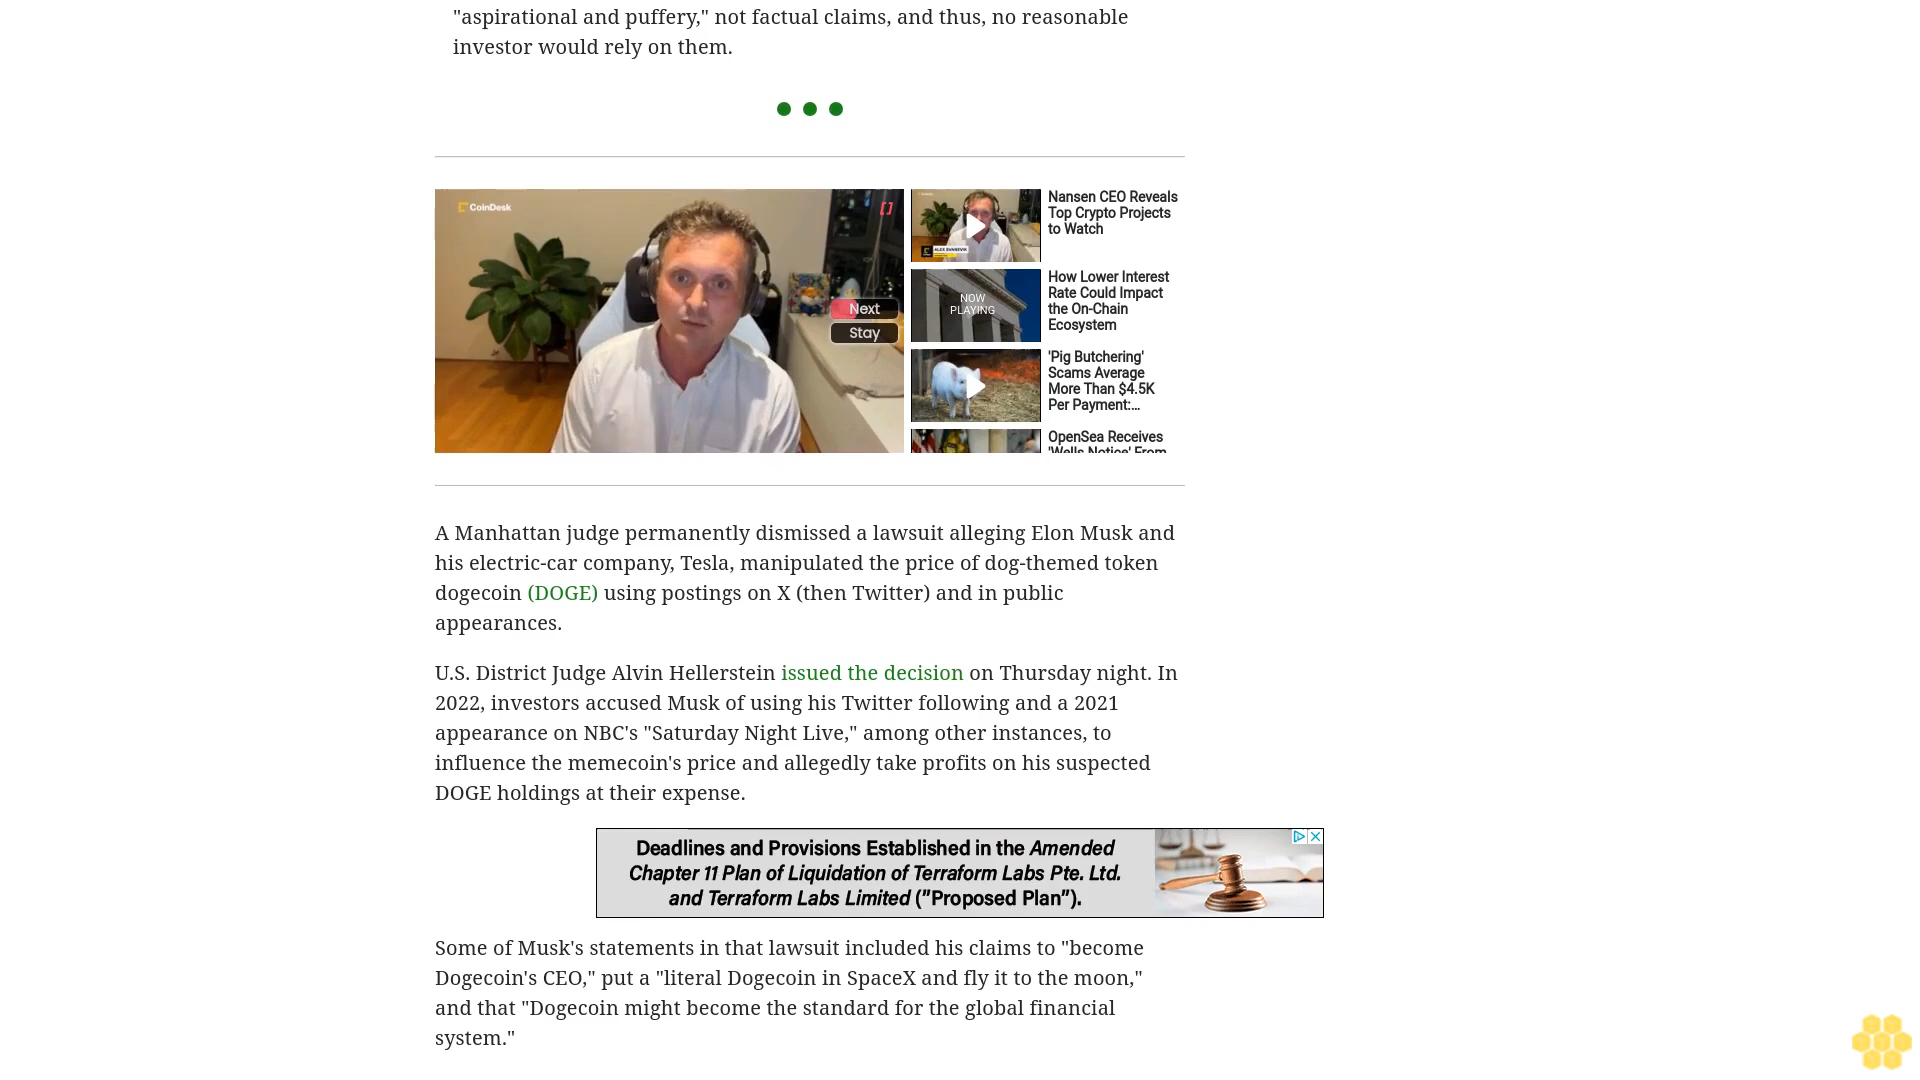 "aspirational and puffery," not factual claims, and thus, no reasonable
investor would rely on them.
CoinDesk
Next
Stay
ALEX SVANEVIK
Nansen CEO Reveals
Top Crypto Projects
to Watch
NOW
PLAYING
How Lower Interest
Rate Could Impact
the On-Chain
Ecosystem
'Pig Butchering'
Scams Average
More Than $4.5K
Per Payment:...
OpenSea Receives
'Wells Notice' From
A Manhattan judge permanently dismissed a lawsuit alleging Elon Musk and
his electric-car company, Tesla, manipulated the price of dog-themed token
dogecoin (DOGE) using postings on X (then Twitter) and in public
appearances.
U.S. District Judge Alvin Hellerstein issued the decision on Thursday night. In
2022, investors accused Musk of using his Twitter following and a 2021
appearance on NBC's "Saturday Night Live," among other instances, to
influence the memecoin's price and allegedly take profits on his suspected
DOGE holdings at their expense.
Deadlines and Provisions Established in the Amended
Chapter 11 Plan of Liquidation of Terraform Labs Pte. Ltd.
and Terraform Labs Limited ("Proposed Plan").
Some of Musk's statements in that lawsuit included his claims to "become
Dogecoin's CEO," put a "literal Dogecoin in SpaceX and fly it to the moon,"
and that "Dogecoin might become the standard for the global financial
system."